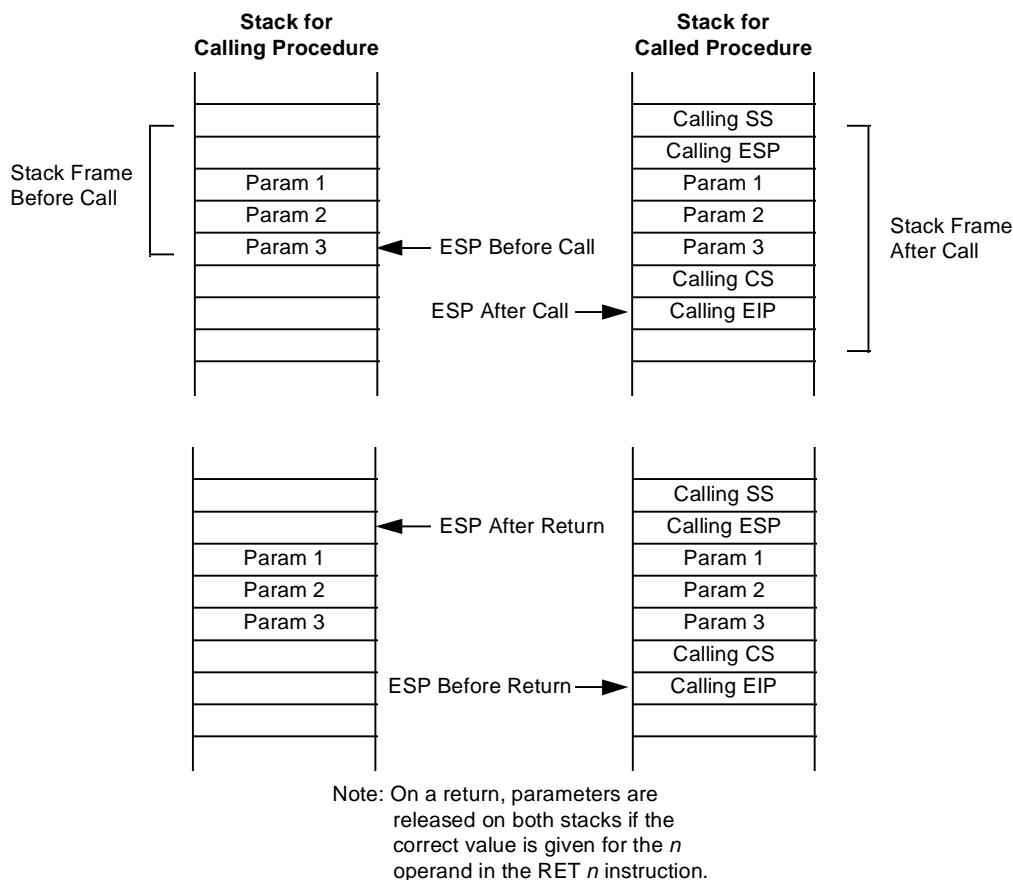 Stack for
Calling Procedure
Stack for
Called Procedure
Stack Frame
Before Call
Param 1
Param 2
Param 3
ESP Before Call
ESP After Call
Calling SS
Calling ESP
Param 1
Param 2
Param 3
Calling CS
Calling EIP
Stack Frame
After Call
ESP After Return
Param 1
Param 2
Param 3
ESP Before Return
Calling SS
Calling ESP
Param 1
Param 2
Param 3
Calling CS
Calling EIP
Note: On a return, parameters are
released on both stacks if the
correct value is given for the n
operand in the RET n instruction.